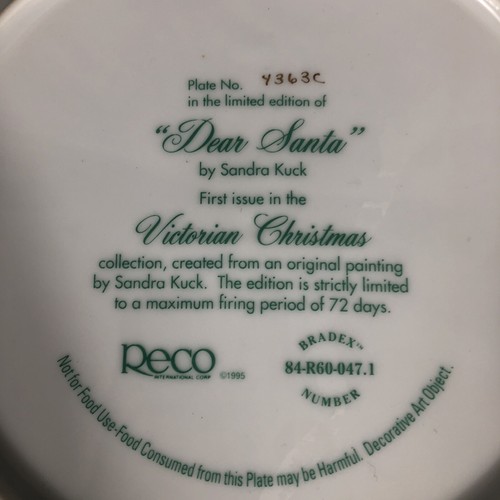 Plate No. 4363C
in the limited edition of
“Dear Santa”
by Sandra Kuck
First issue in the
Victorian Christmas
collection, created from an original painting
by Sandra Kuck. The edition is strictly limited
to a maximum firing period of 72 days.
Reco
INTERNATIONAL CORP. ©1995
BRADEX™
84-R60-047.1
NUMBER
Not for Food Use-Food Consumed from this Plate may be Harmful. Decorative Art Object.